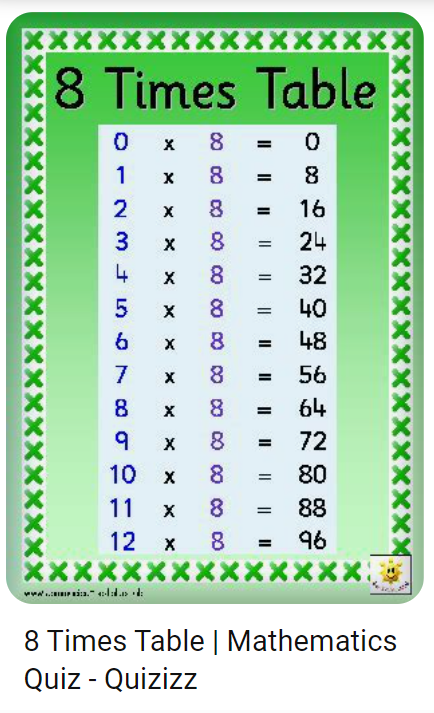 8 Times Table
0 x 8 = 0
1 x 8 = 8
2 x 8 = 16
3 x 8 = 24
4 x 8 = 32
5 x 8 = 40
6 x 8 = 48
7 x 8 = 56
8 x 8 = 64
9 x 8 = 72
10 x 8 = 80
11 x 8 = 88
12 x 8 = 96
8 Times Table | Mathematics
Quiz - Quizizz